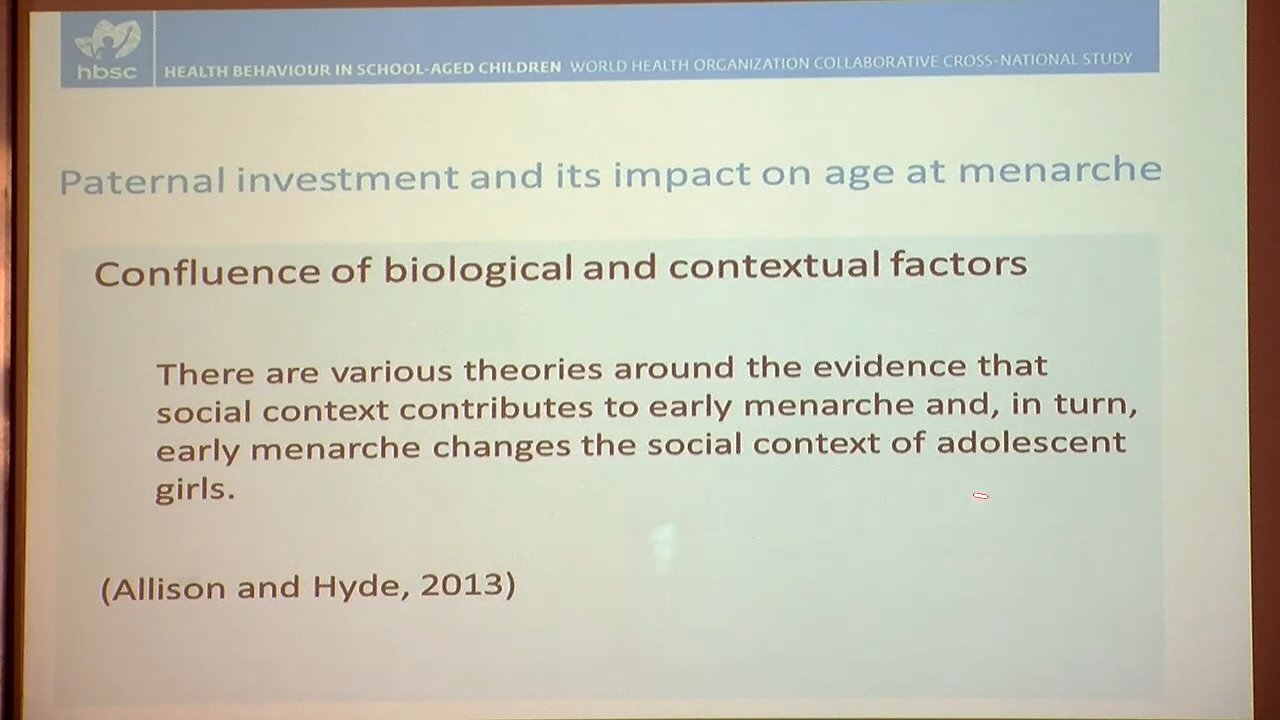 hbsc
HEALTH BEHAVIOUR IN SCHOOL-AGED CHILDREN WORLD HEALTH ORGANIZATION COLLABORATIVE CROSS-NATIONAL STUDY
Paternal investment and its impact on age at menarche
Confluence of biological and contextual factors
There are various theories around the evidence that
social context contributes to early menarche and, in turn,
early menarche changes the social context of adolescent
girls.
(Allison and Hyde, 2013)